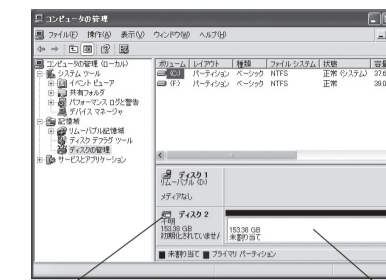 コンピュータの管理
ファイル(F) 操作(A) 表示(V) ウィンドウ(W) ヘルプ(H)
コンピュータの管理 (ローカル)
システム ツール
イベント ビューア
共有フォルダ
パフォーマンス ログと警告
デバイス マネージャ
記憶域
リムーバブル記憶域
ディスク デフラグ ツール
ディスクの管理
サービスとアプリケーション
ボリューム レイアウト 種類 ファイル システム 状態 容量
(C:) パーティション ベーシック NTFS 正常 (システム) 37.6
(F:) パーティション ベーシック NTFS 正常 39.0
ディスク 1
リムーバブル (D:)
メディアなし
ディスク 2
不明
153.38 GB
初期化されていませ
153.38 GB
未割り当て
未割り当て プライマリ パーティション